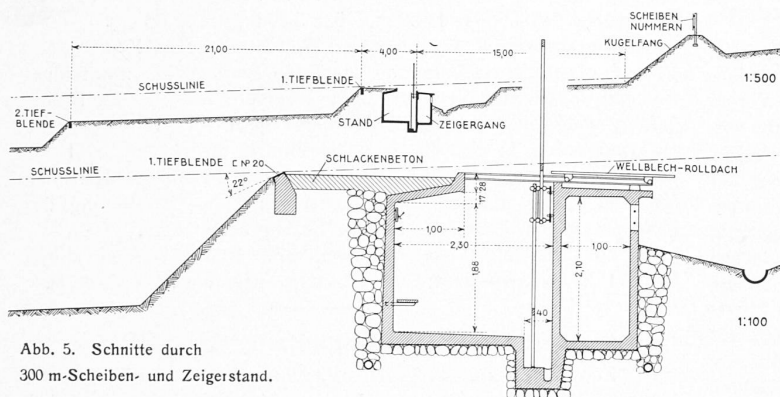 SCHEIBEN
NUMMERN
KUGELFANG
21,00
4,00
15,00
1:500
SCHUSSLINIE
1.TIEFBLENDE
2.TIEF-
BLENDE
STAND
ZEIGERGANG
SCHUSSLINIE
1.TIEFBLENDE
C Nº 20
SCHLACKENBETON
WELLBLECH-ROLLDACH
22°
17
28
1,00
2,30
1,88
1,00
2,10
40
1:100
Abb. 5. Schnitte durch
300 m-Scheiben- und Zeigerstand.